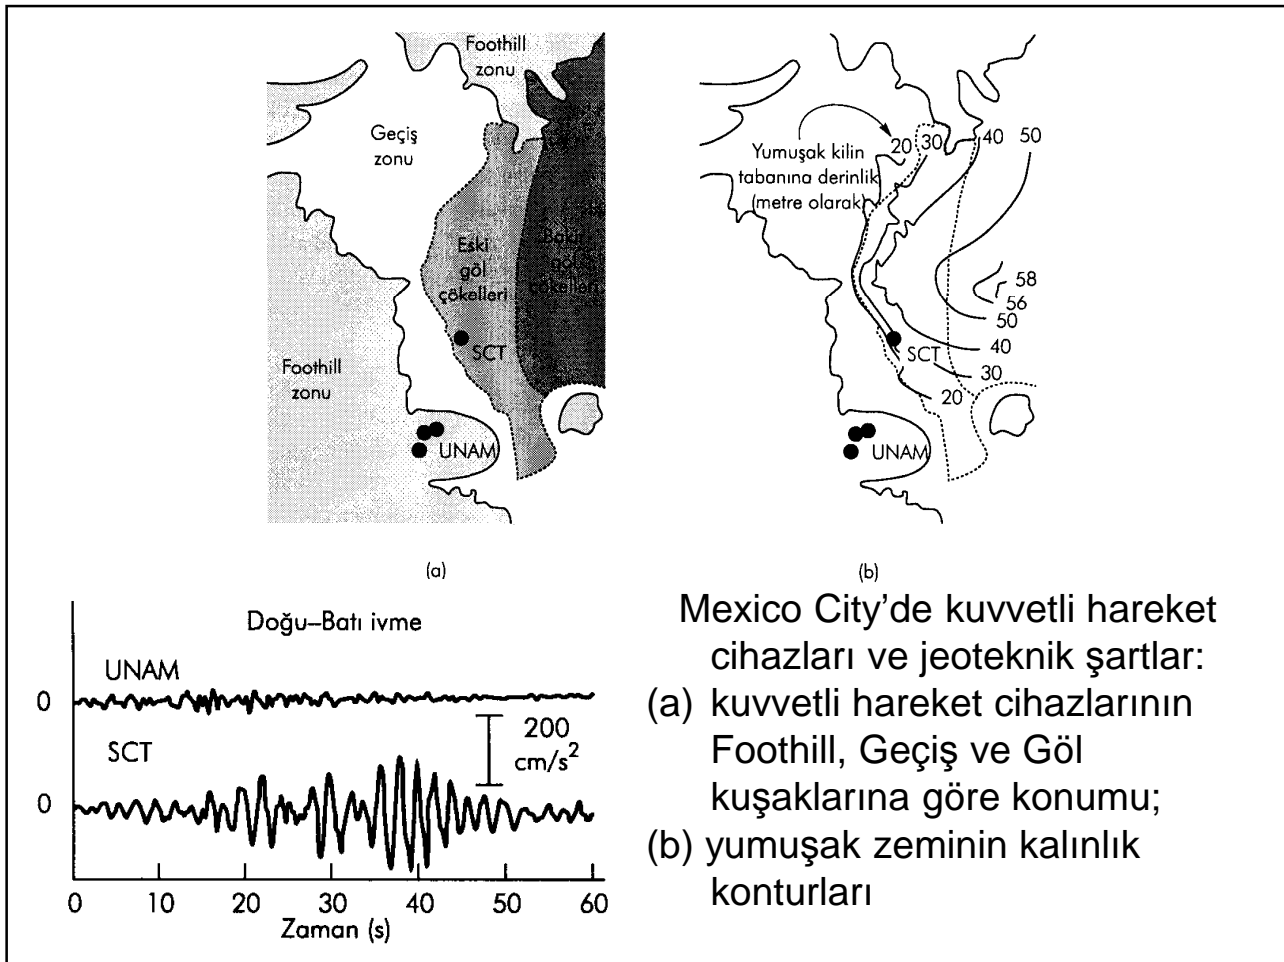 Foothill
zonu
Geçiş
zonu
Eski
göl
çökelleri
göl
çökelleri
SCT
Foothill
zonu
UNAM
(a)
Yumuşak kilin
tabanına derinlik
(metre olarak)
20
30
40
50
58
56
50
40
30
20
SCT
UNAM
(b)
Doğu–Batı ivme
UNAM
0
200
cm/s²
SCT
0
0 10 20 30 40 50 60
Zaman (s)
Mexico City’de kuvvetli hareket
cihazları ve jeoteknik şartlar:
(a) kuvvetli hareket cihazlarının
Foothill, Geçiş ve Göl
kuşaklarına göre konumu;
(b) yumuşak zeminin kalınlık
konturları